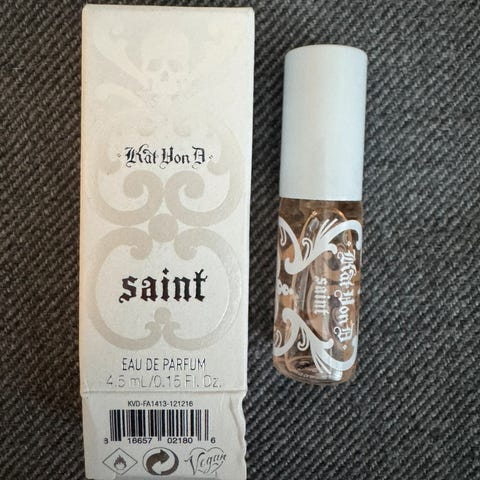 Kat Von D
saint
EAU DE PARFUM
4.5 mL/0.15 Fl. Oz.
KVD-FA1413-121216
8 16657 02180 6
Vegan
Kat Von D
saint